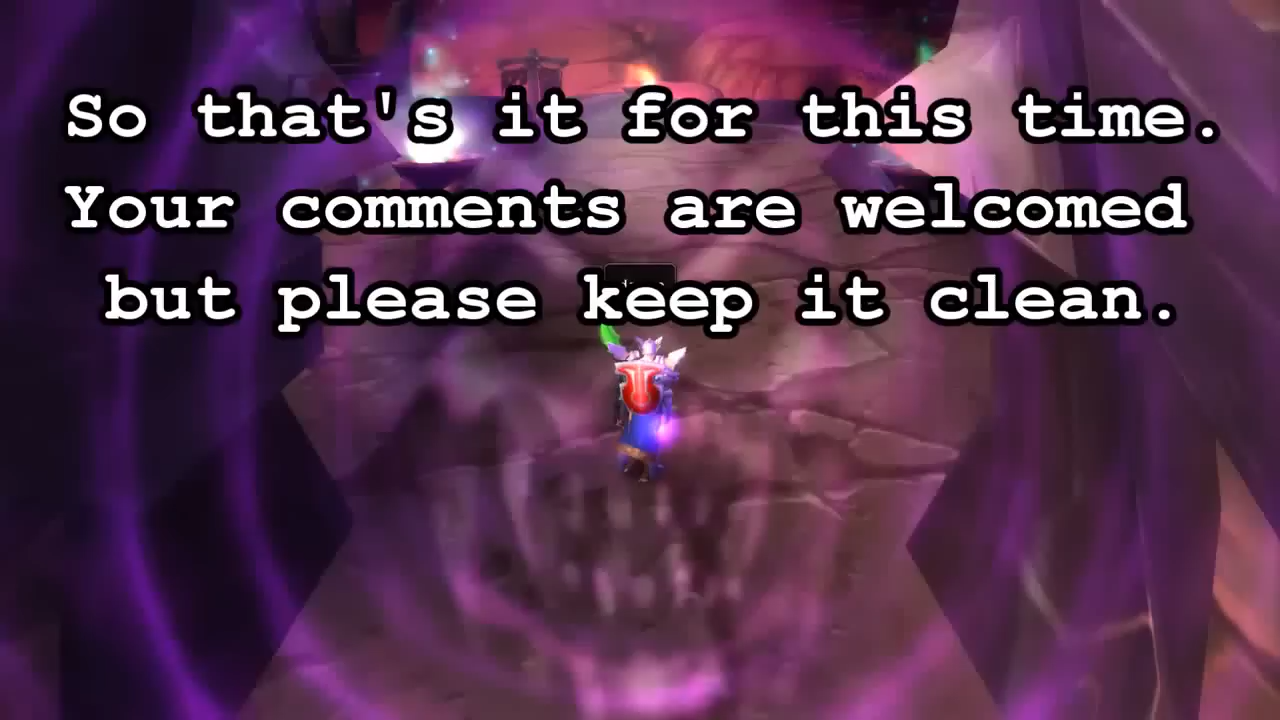 So that's it for this time.
Your comments are welcomed
but please keep it clean.